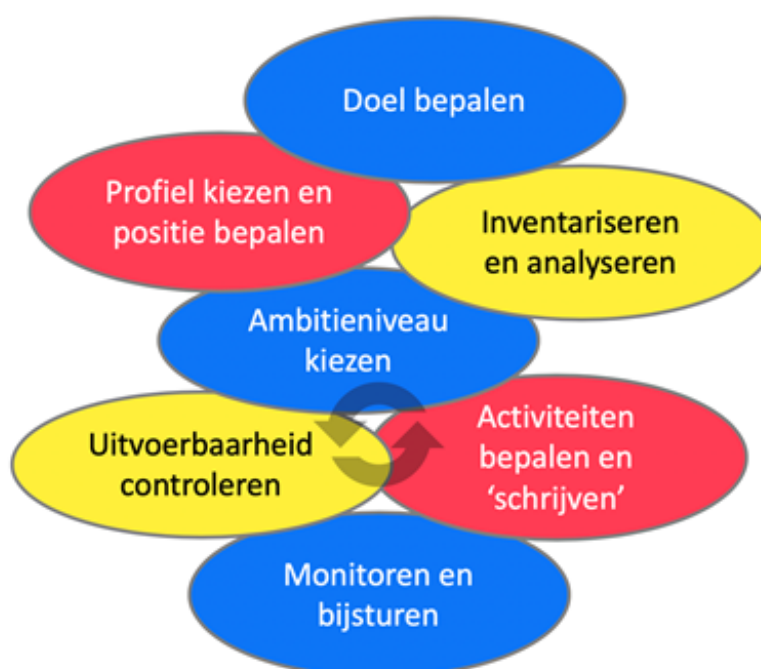 Doel bepalen
Profiel kiezen en
positie bepalen
Inventariseren
en analyseren
Ambitieniveau
kiezen
Uitvoerbaarheid
controleren
Activiteiten
bepalen en
‘schrijven’
Monitoren en
bijsturen